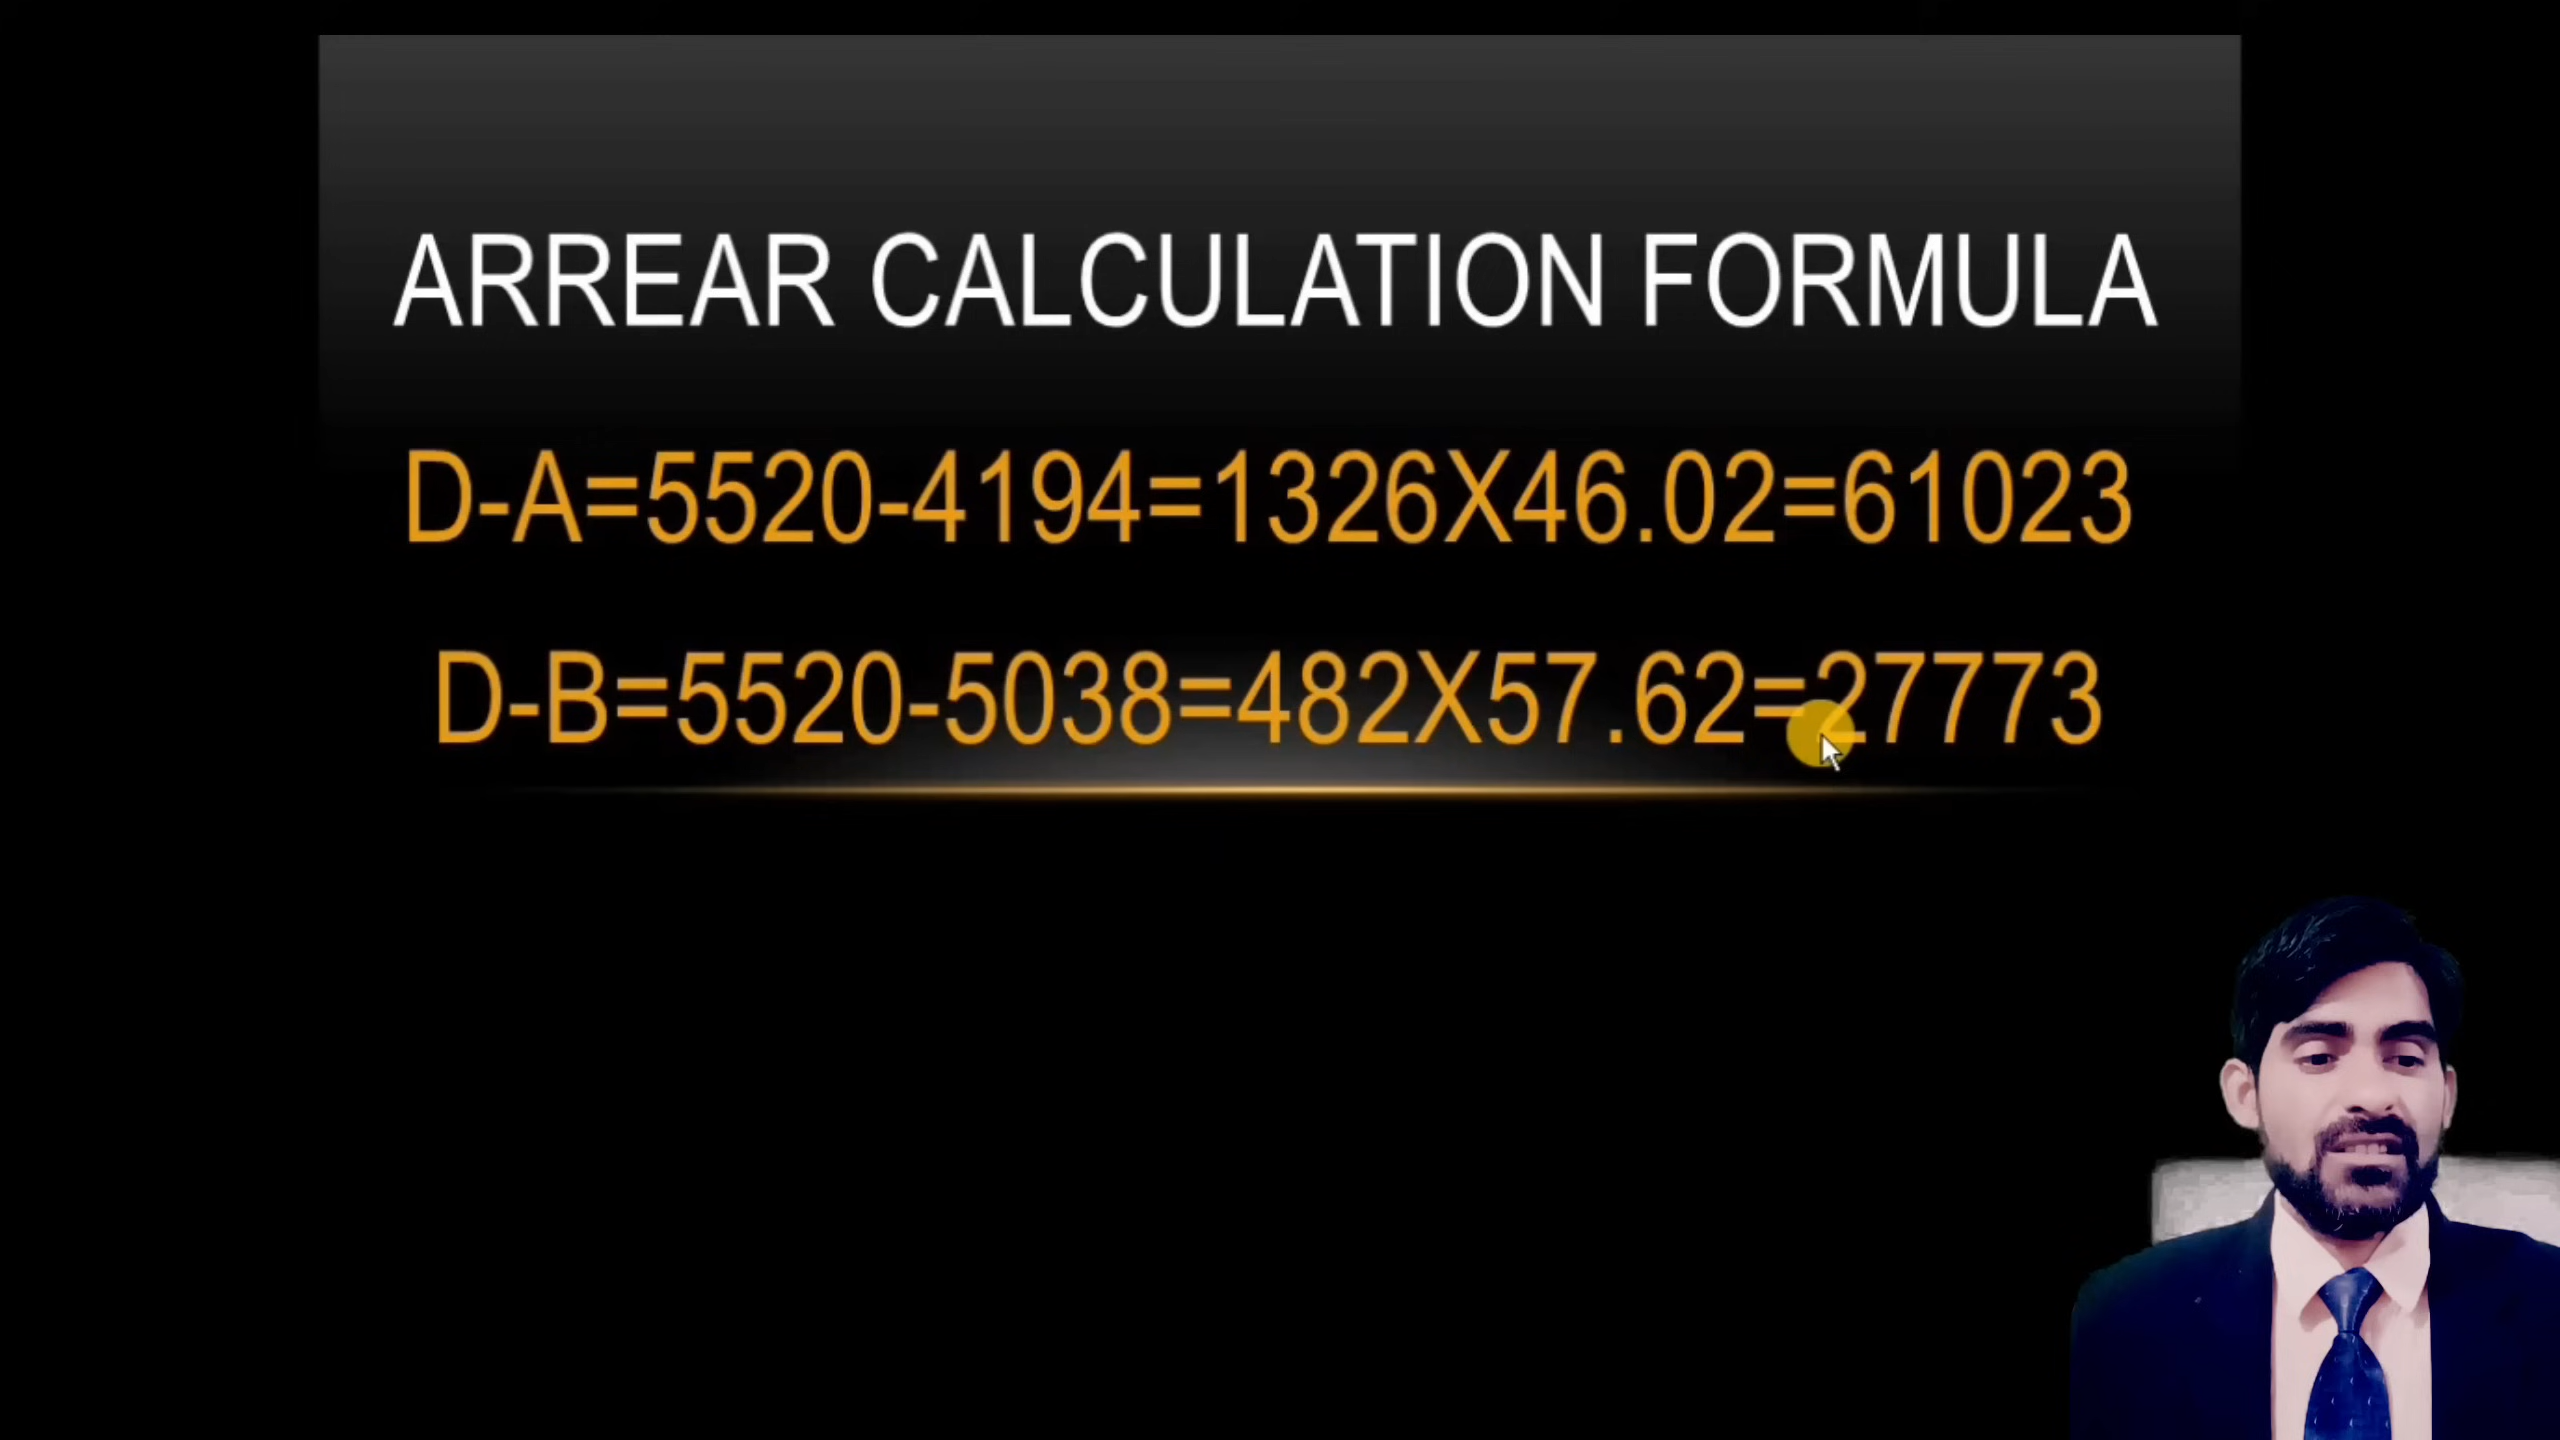 ARREAR CALCULATION FORMULA
D-A=5520-4194=1326X46.02=61023
D-B=5520-5038=482X57.62=27773